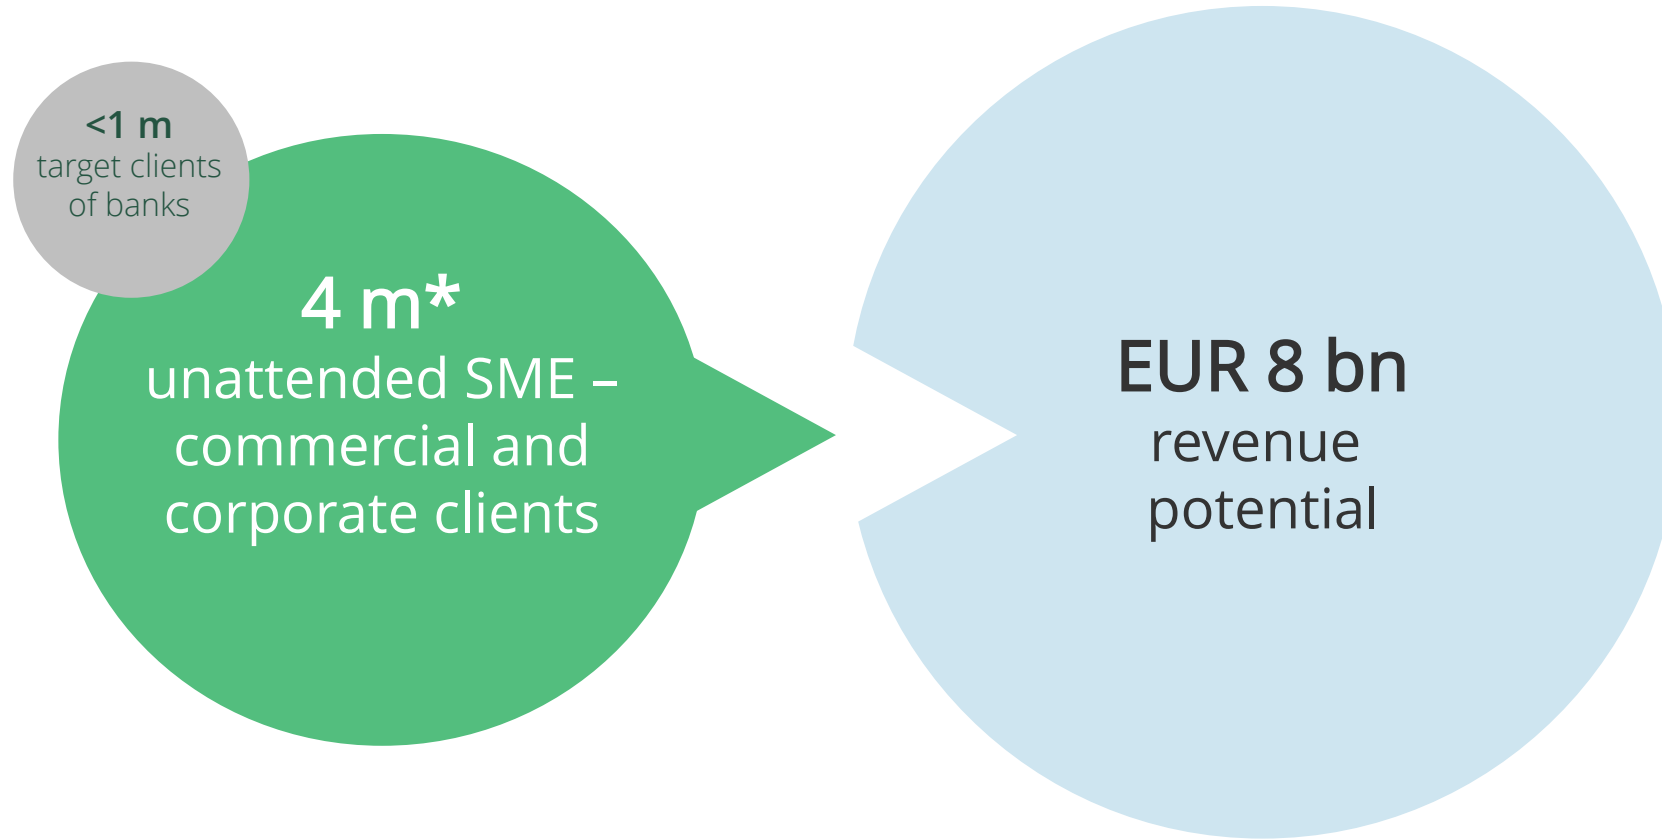 <1 m
target clients
of banks
4 m*
unattended SME –
commercial and
corporate clients
EUR 8 bn
revenue
potential